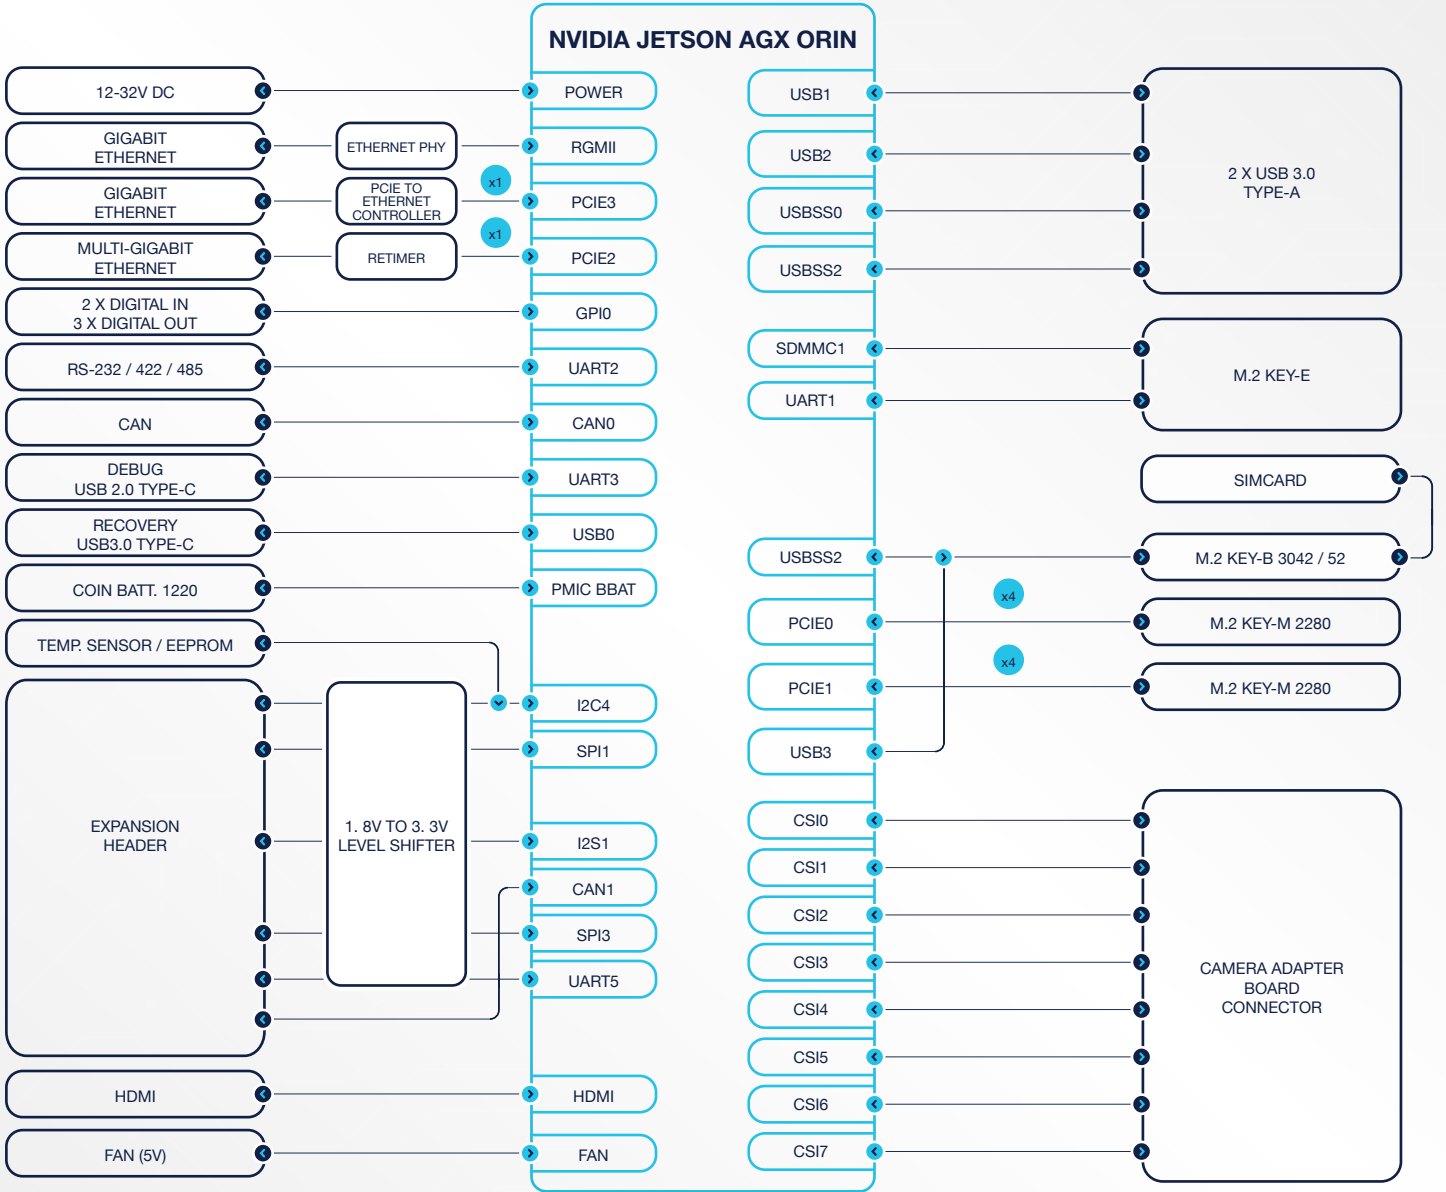 NVIDIA JETSON AGX ORIN
12-32V DC
POWER
GIGABIT
ETHERNET
ETHERNET PHY
RGMII
GIGABIT
ETHERNET
PCIE TO
ETHERNET
CONTROLLER
x1
PCIE3
MULTI-GIGABIT
ETHERNET
RETIMER
x1
PCIE2
2 X DIGITAL IN
3 X DIGITAL OUT
GPI0
RS-232 / 422 / 485
UART2
CAN
CAN0
DEBUG
USB 2.0 TYPE-C
UART3
RECOVERY
USB3.0 TYPE-C
USB0
COIN BATT. 1220
PMIC BBAT
TEMP. SENSOR / EEPROM
EXPANSION
HEADER
1. 8V TO 3. 3V
LEVEL SHIFTER
I2C4
SPI1
I2S1
CAN1
SPI3
UART5
HDMI
HDMI
FAN (5V)
FAN
USB1
USB2
USBSS0
USBSS2
2 X USB 3.0
TYPE-A
SDMMC1
UART1
M.2 KEY-E
SIMCARD
USBSS2
M.2 KEY-B 3042 / 52
x4
PCIE0
M.2 KEY-M 2280
x4
PCIE1
M.2 KEY-M 2280
USB3
CSI0
CSI1
CSI2
CSI3
CSI4
CSI5
CSI6
CSI7
CAMERA ADAPTER
BOARD
CONNECTOR